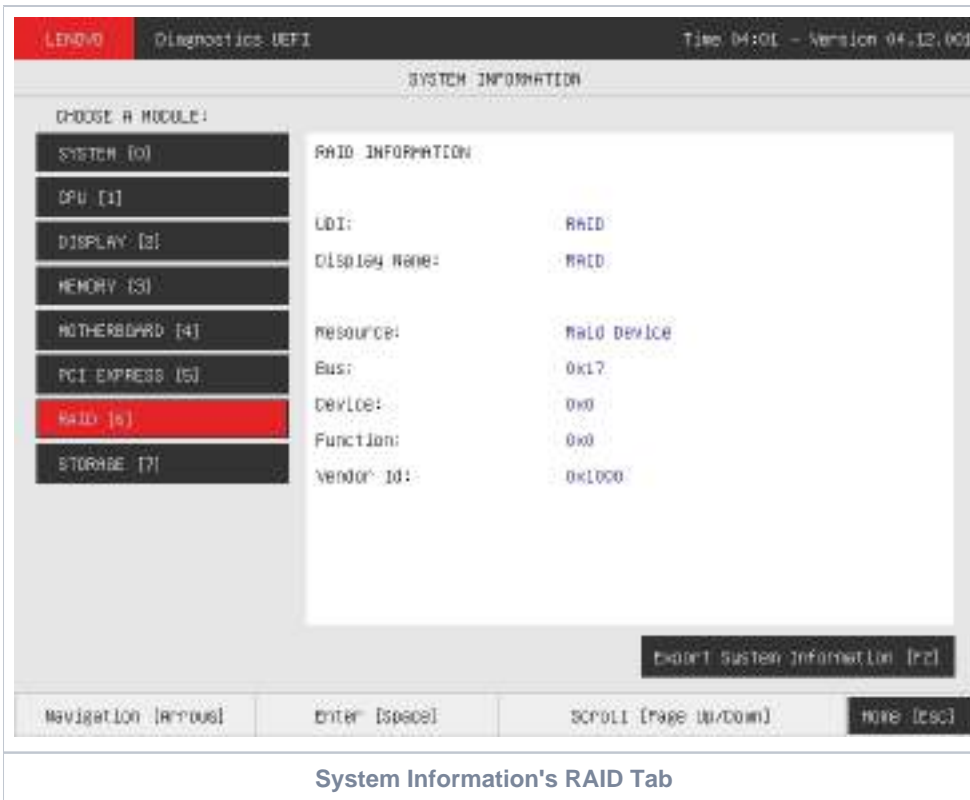 LENOVO Diagnostics UEFI Time 04:01 - Version 04.12.001
SYSTEM INFORMATION
CHOOSE A MODULE:
SYSTEM [0]
CPU [1]
DISPLAY [2]
MEMORY [3]
MOTHERBOARD [4]
PCI EXPRESS [5]
RAID [6]
STORAGE [7]
RAID INFORMATION
UDI: RAID
Display Name: RAID
Resource: Raid Device
Bus: 0x17
Device: 0x0
Function: 0x0
Vendor Id: 0x1000
Export System Information [F2]
Navigation [Arrows] Enter [Space] Scroll [Page Up/Down] Home [Esc]
System Information's RAID Tab